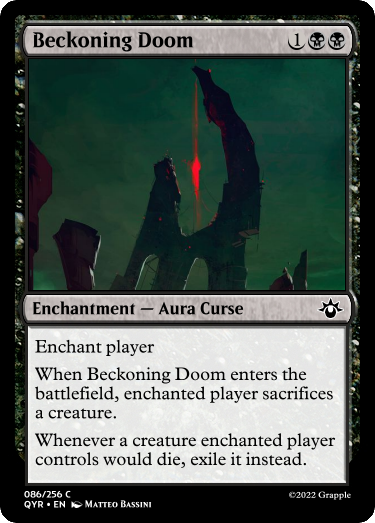 Beckoning Doom 1
Enchantment — Aura Curse
Enchant player
When Beckoning Doom enters the
battlefield, enchanted player sacrifices
a creature.
Whenever a creature enchanted player
controls would die, exile it instead.
086/256 C
QYR • EN Matteo Bassini
©2022 Grapple